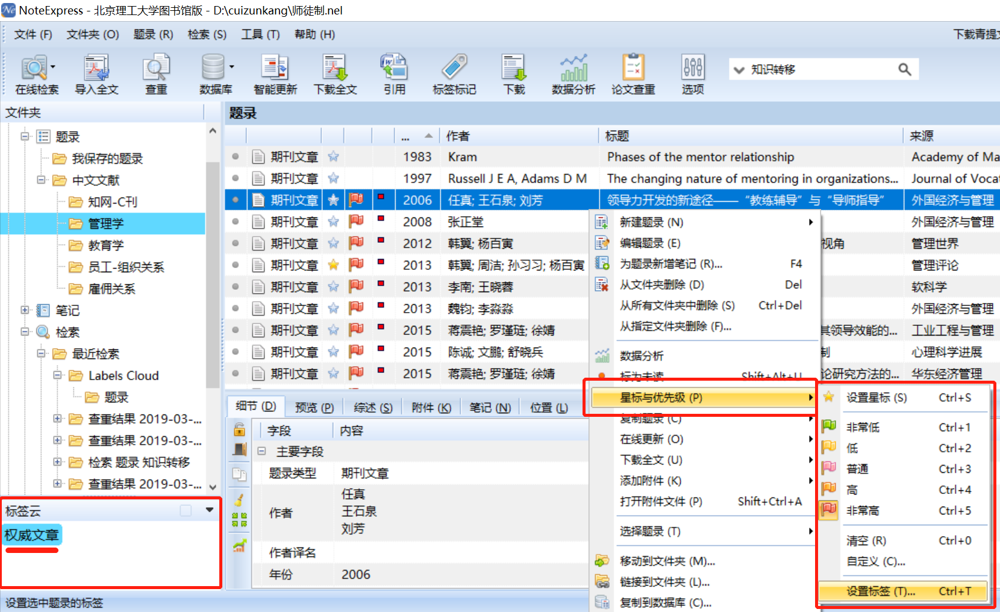 NoteExpress - 北京理工大学图书馆版 - D:\cuizunkang\师徒制.nel
文件 (F) 文件夹 (O) 题录 (R) 检索 (S) 工具 (T) 帮助 (H) 下载青提文
在线检索 导入全文 查重 数据库 智能更新 下载全文 引用 标签标记 下载 数据分析 论文查重 选项 知识转移
文件夹
题录
我保存的题录
中文文献
知网-C刊
管理学
教育学
员工-组织关系
雇佣关系
笔记
检索
最近检索
Labels Cloud
题录
查重结果 2019-03-...
查重结果 2019-03-...
检索 题录 知识转移
查重结果 2019-03-...
标签云
权威文章
题录
... 作者 标题 来源
期刊文章 1983 Kram Phases of the mentor relationship Academy of Ma
期刊文章 1997 Russell J E A, Adams D M The changing nature of mentoring in organizations... Journal of Vocat
期刊文章 2006 任真; 王石泉; 刘芳 领导力开发的新途径——“教练辅导”与“导师指导” 外国经济与管理
期刊文章 2008 张正堂 外国经济与管理
期刊文章 2012 韩翼; 杨百寅 视角 管理世界
期刊文章 2013 韩翼; 周洁; 孙习习; 杨百寅 管理评论
期刊文章 2013 李南; 王晓蓉 软科学
期刊文章 2013 魏钧; 李淼淼 外国经济与管理
期刊文章 2015 蒋震艳; 罗瑾琏; 徐婧 其领导效能的... 工业工程与管理
期刊文章 2015 陈诚; 文鹏; 舒晓兵 制 心理科学进展
期刊文章 2015 蒋震艳; 罗瑾琏; 徐婧 论研究方法的... 华东经济管理
细节 (D) 预览 (P) 综述 (S) 附件 (K) 笔记 (N) 位置 (L)
字段 内容
主要字段
题录类型 期刊文章
作者 任真
王石泉
刘芳
作者译名
年份 2006
新建题录 (N)
编辑题录 (E)
为题录新增笔记 (R)... F4
从文件夹删除 (D) Del
从所有文件夹中删除 (S) Ctrl+Del
从指定文件夹删除 (F)...
数据分析
标为未读 Shift+Alt+U
星标与优先级 (P)
复制题录 (C)
在线更新 (O)
下载全文 (U)
添加附件 (K)
打开附件文件 (P) Shift+Ctrl+A
选择题录 (T)
移动到文件夹 (M)...
链接到文件夹 (L)...
复制到数据库 (C)...
设置星标 (S) Ctrl+S
非常低 Ctrl+1
低 Ctrl+2
普通 Ctrl+3
高 Ctrl+4
非常高 Ctrl+5
清空 (R) Ctrl+0
自定义 (C)...
设置标签 (T)... Ctrl+T
设置选中题录的标签